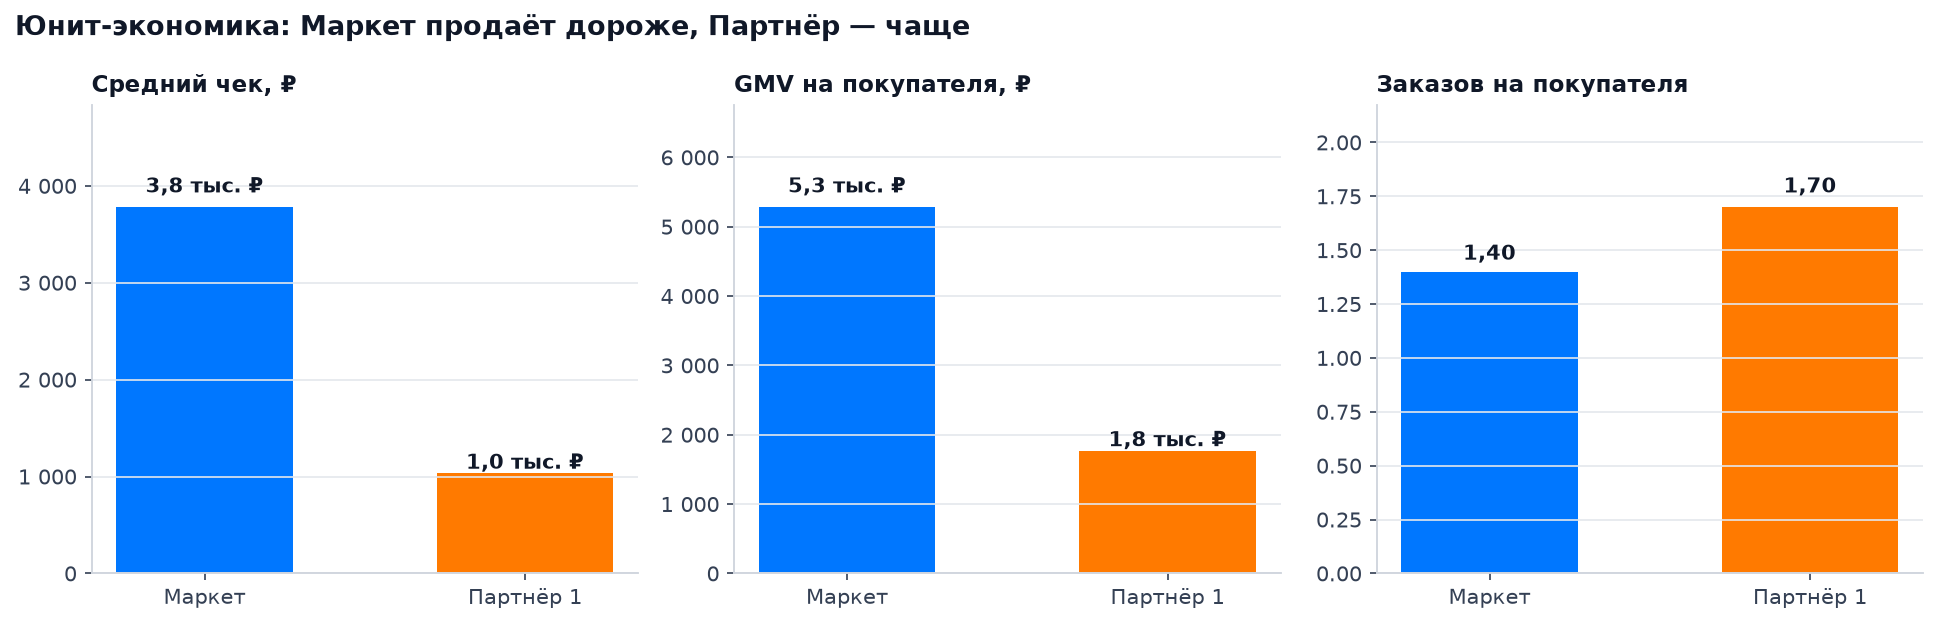 Юнит-экономика: Маркет продаёт дороже, Партнёр — чаще
Средний чек, ₽
4 000
3 000
2 000
1 000
0
3,8 тыс. ₽
1,0 тыс. ₽
Маркет
Партнёр 1
GMV на покупателя, ₽
6 000
5 000
4 000
3 000
2 000
1 000
0
5,3 тыс. ₽
1,8 тыс. ₽
Маркет
Партнёр 1
Заказов на покупателя
2.00
1.75
1.50
1.25
1.00
0.75
0.50
0.25
0.00
1,40
1,70
Маркет
Партнёр 1